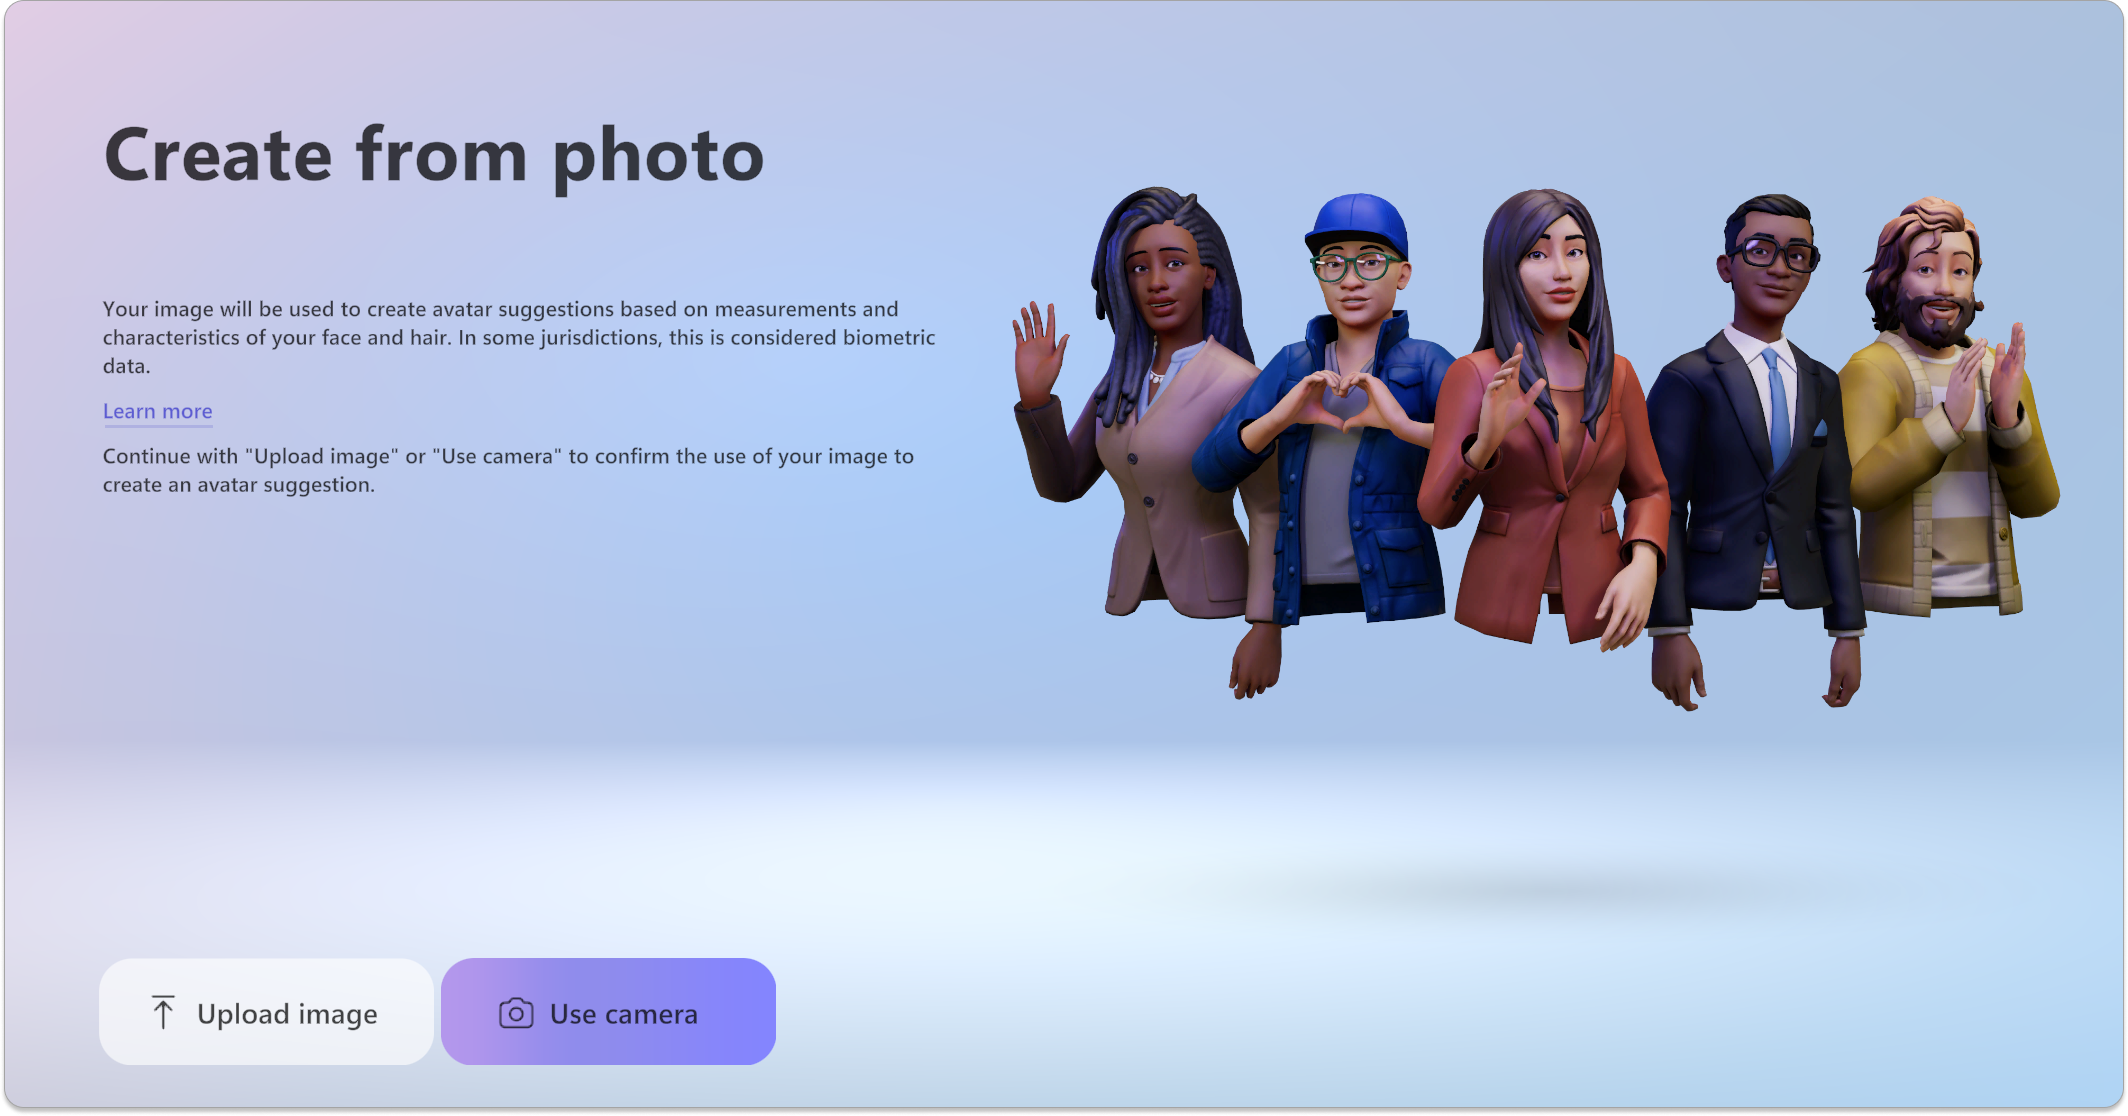 Create from photo
Your image will be used to create avatar suggestions based on measurements and
characteristics of your face and hair. In some jurisdictions, this is considered biometric
data.
Learn more
Continue with "Upload image" or "Use camera" to confirm the use of your image to
create an avatar suggestion.
Upload image
Use camera